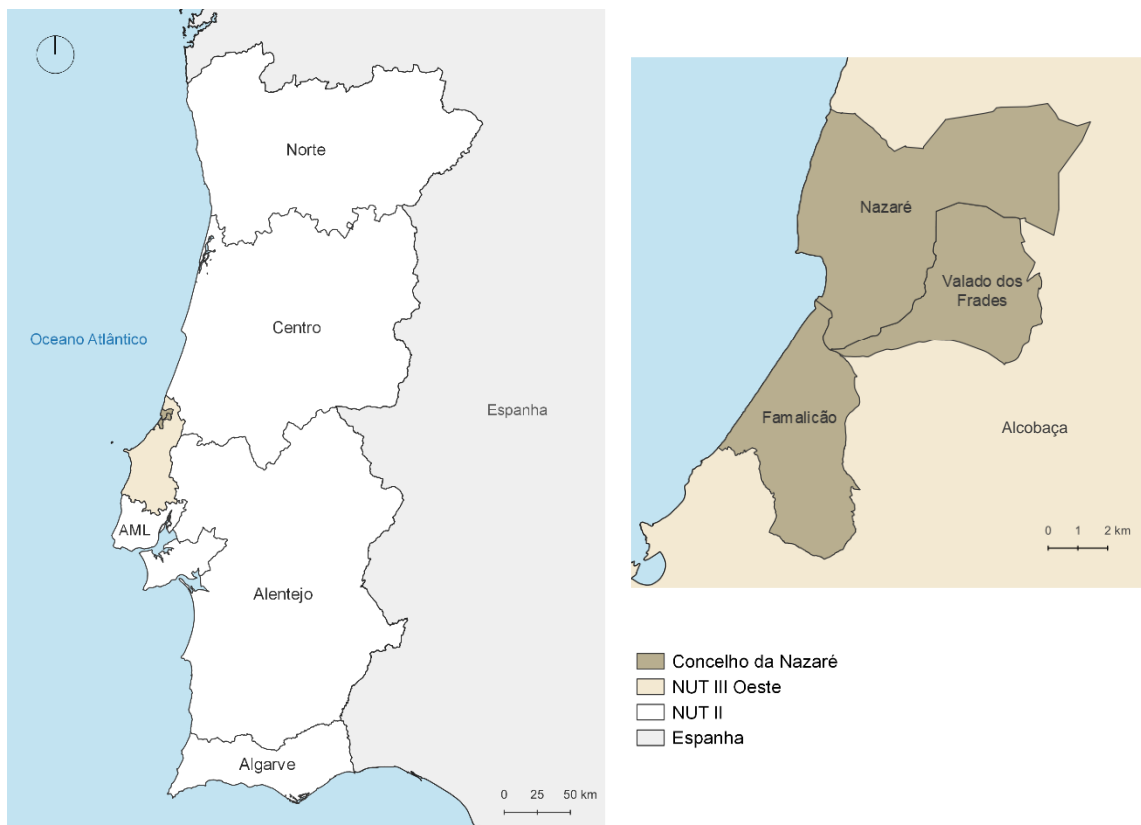 Norte
Centro
Oceano Atlântico
Espanha
AML
Alentejo
Algarve
0 25 50 km
Nazaré
Valado dos
Frades
Famalicão
Alcobaça
0 1 2 km
Concelho da Nazaré
NUT III Oeste
NUT II
Espanha